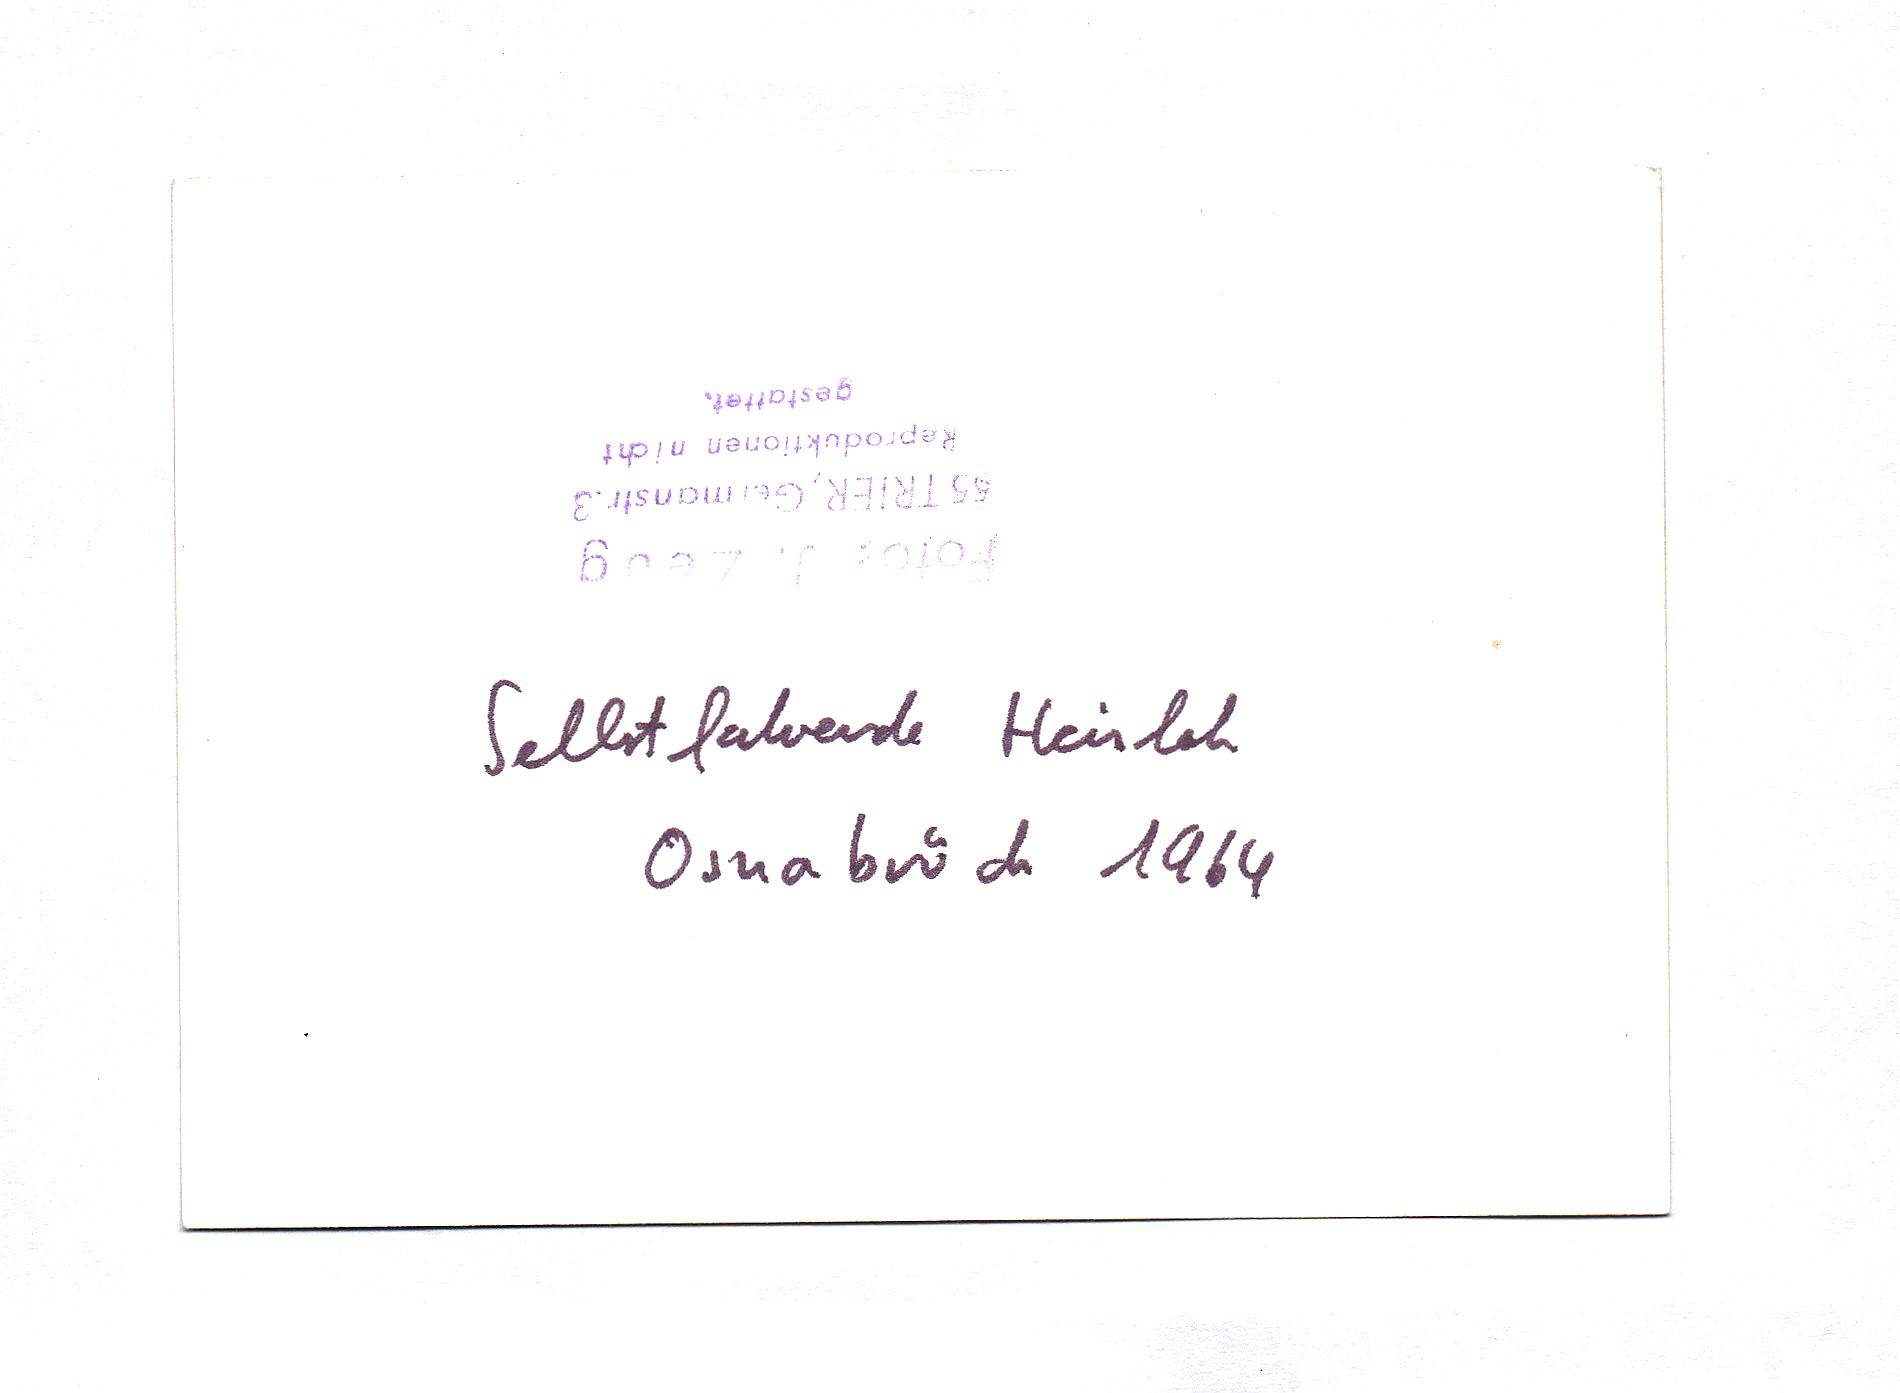 Foto: J. Zeug
55 TRIER, Germanstr. 3
Reproduktionen nicht
gestattet.
Selbstfahrende
Osnabrück 1964